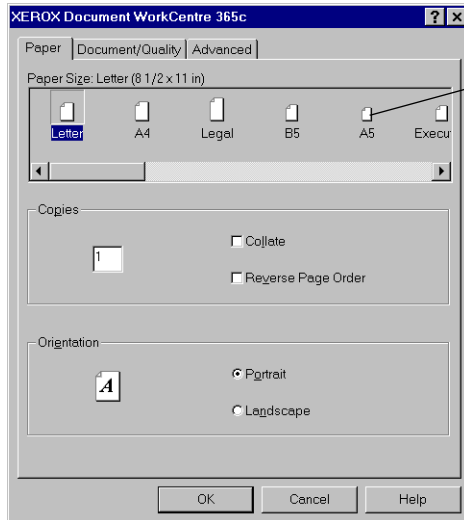 XEROX Document WorkCentre 365c
Paper Document/Quality Advanced
Paper Size: Letter (8 1/2 x 11 in)
Letter A4 Legal B5 A5 Execut
Copies
1
Collate
Reverse Page Order
Orientation
A
Portrait
Landscape
OK Cancel Help